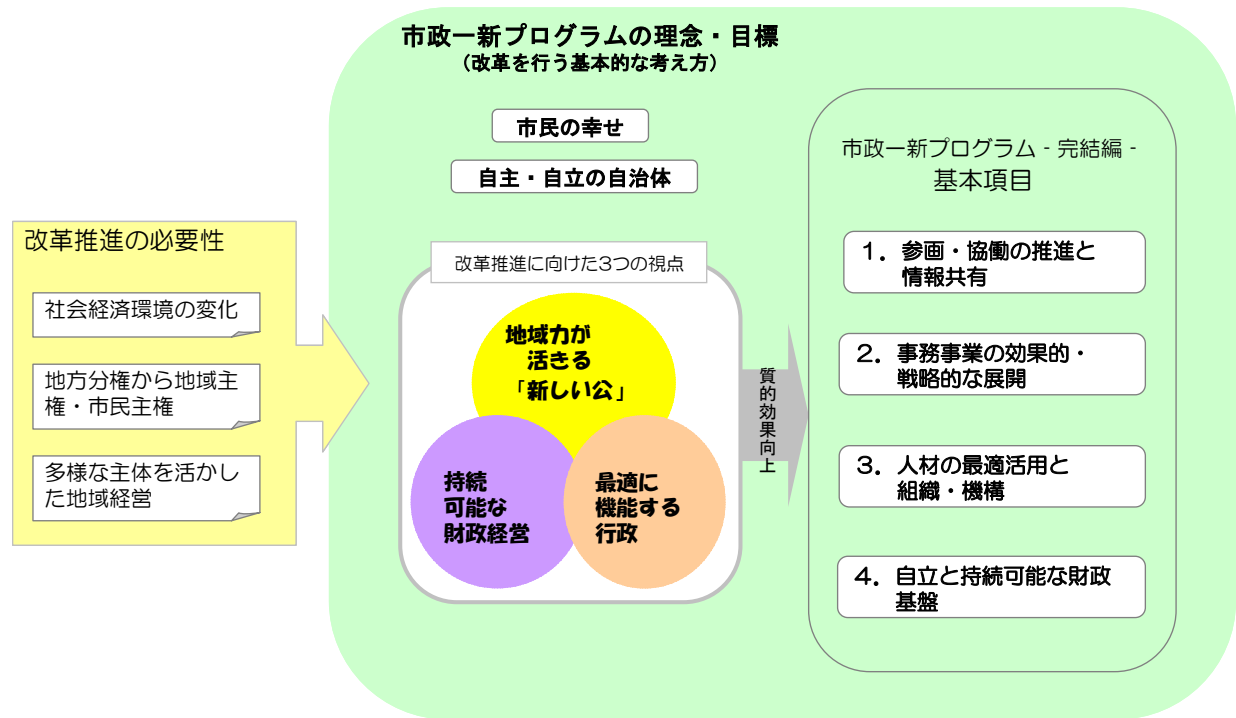 市政一新プログラムの理念・目標
（改革を行う基本的な考え方）
市民の幸せ
自主・自立の自治体
改革推進の必要性
社会経済環境の変化
地方分権から地域主
権・市民主権
多様な主体を活かし
た地域経営
改革推進に向けた3つの視点
地域力が
活きる
「新しい公」
持続
可能な
財政経営
最適に
機能する
行政
質的効果向上
市政一新プログラム - 完結編 -
基本項目
１．参画・協働の推進と
情報共有
２．事務事業の効果的・
戦略的な展開
３．人材の最適活用と
組織・機構
４．自立と持続可能な財政
基盤